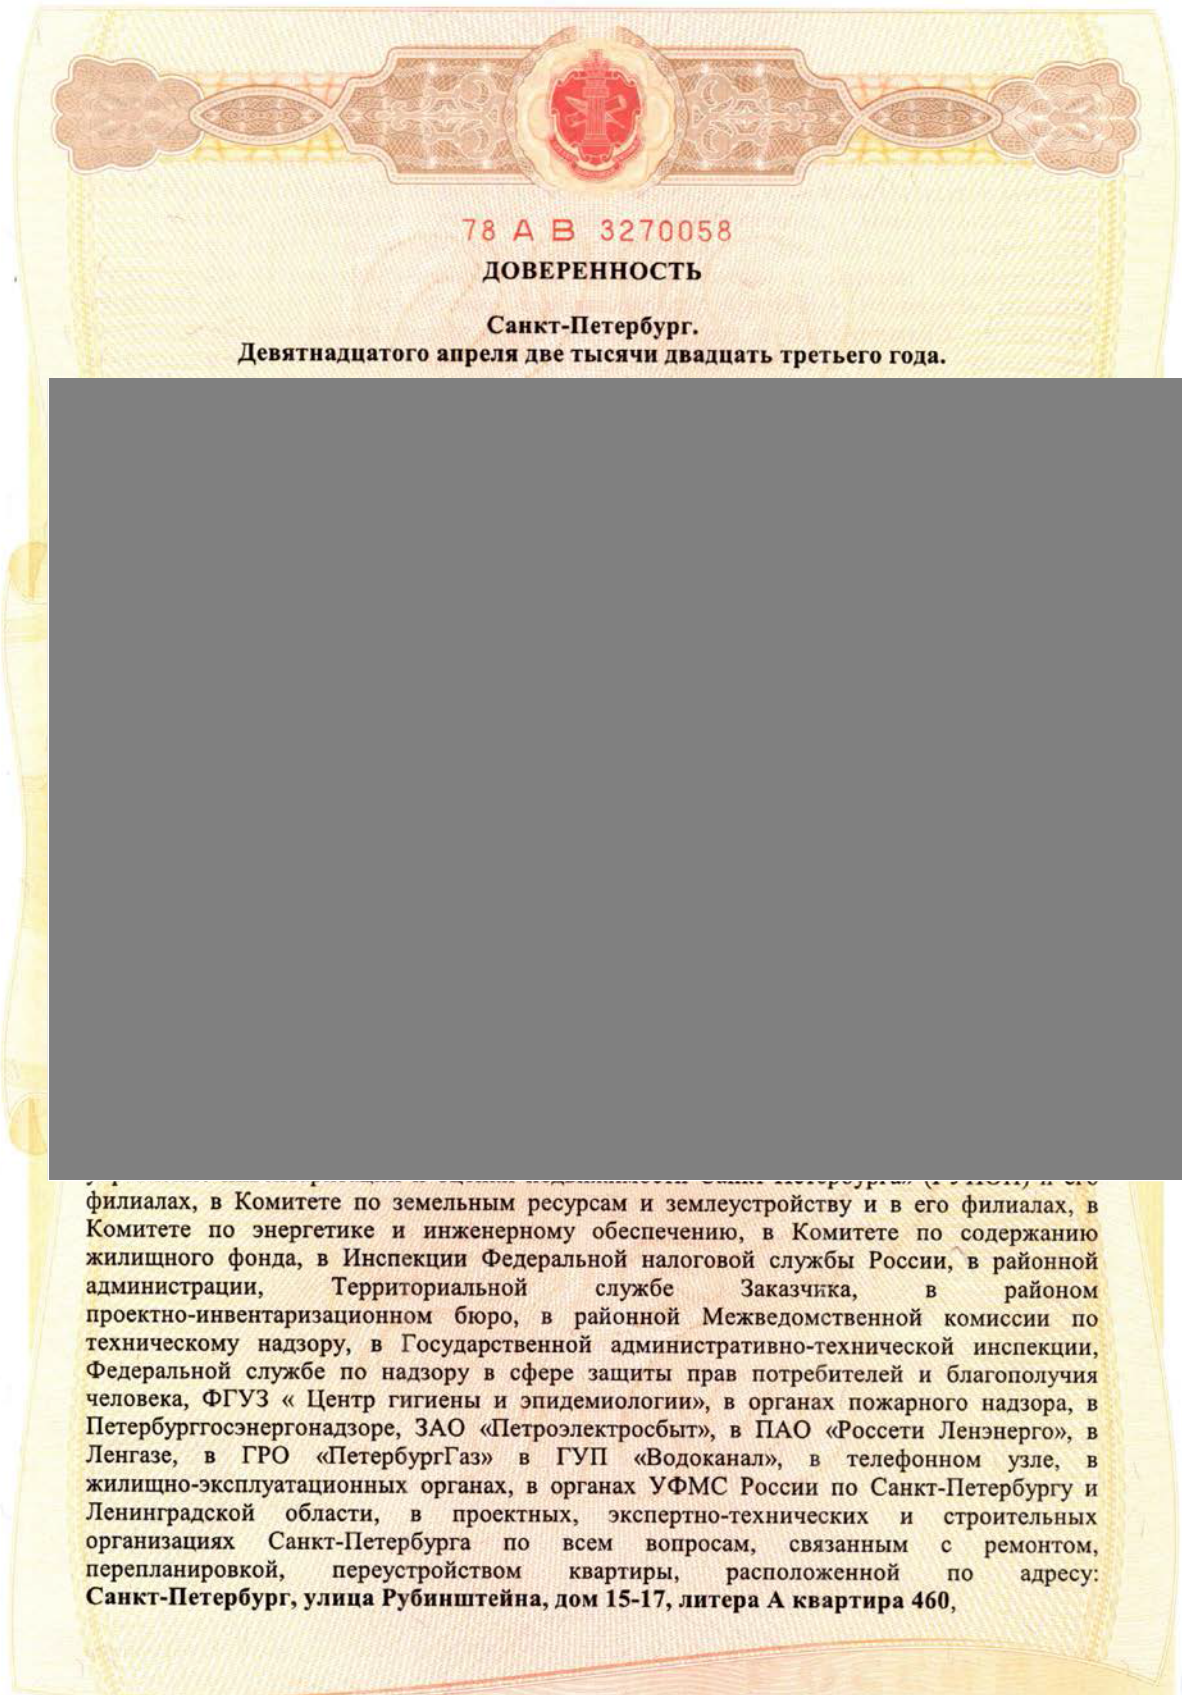 78 А В 3270058
ДОВЕРЕННОСТЬ
Санкт-Петербург.
Девятнадцатого апреля две тысячи двадцать третьего года.
филиалах, в Комитете по земельным ресурсам и землеустройству и в его филиалах, в
Комитете по энергетике и инженерному обеспечению, в Комитете по содержанию
жилищного фонда, в Инспекции Федеральной налоговой службы России, в районной
администрации, Территориальной службе Заказчика, в районом
проектно-инвентаризационном бюро, в районной Межведомственной комиссии по
техническому надзору, в Государственной административно-технической инспекции,
Федеральной службе по надзору в сфере защиты прав потребителей и благополучия
человека, ФГУЗ « Центр гигиены и эпидемиологии», в органах пожарного надзора, в
Петербурггосэнергонадзоре, ЗАО «Петроэлектросбыт», в ПАО «Россети Ленэнерго», в
Ленгазе, в ГРО «ПетербургГаз» в ГУП «Водоканал», в телефонном узле, в
жилищно-эксплуатационных органах, в органах УФМС России по Санкт-Петербургу и
Ленинградской области, в проектных, экспертно-технических и строительных
организациях Санкт-Петербурга по всем вопросам, связанным с ремонтом,
перепланировкой, переустройством квартиры, расположенной по адресу:
Санкт-Петербург, улица Рубинштейна, дом 15-17, литера А квартира 460,